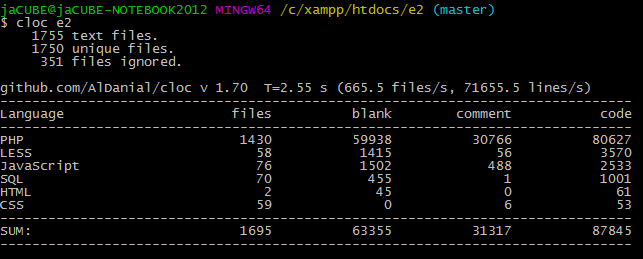 jaCUBE@jaCUBE-NOTEBOOK2012 MINGW64 /c/xampp/htdocs/e2 (master)
$ cloc e2
    1755 text files.
    1750 unique files.
     351 files ignored.

github.com/AlDanial/cloc v 1.70  T=2.55 s (665.5 files/s, 71655.5 lines/s)
-------------------------------------------------------------------------------
Language                     files          blank        comment           code
-------------------------------------------------------------------------------
PHP                           1430          59938          30766          80627
LESS                            58           1415             56           3570
JavaScript                      76           1502            488           2533
SQL                             70            455              1           1001
HTML                             2             45              0             61
CSS                             59              0              6             53
-------------------------------------------------------------------------------
SUM:                          1695          63355          31317          87845
-------------------------------------------------------------------------------